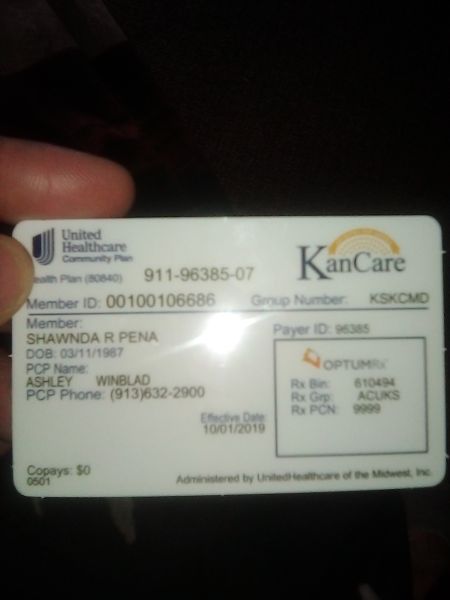 United
Healthcare
Community Plan
KanCare
ealth Plan (80840) 911-96385-07
Member ID: 00100106686 Group Number: KSKCMD
Member:
SHAWNDA R PENA
DOB: 03/11/1987
PCP Name:
ASHLEY WINBLAD
PCP Phone: (913)632-2900
Payer ID: 96385
OPTUMRx
Rx Bin: 610494
Rx Grp: ACUKS
Rx PCN: 9999
Effective Date:
10/01/2019
Copays: $0
0501
Administered by UnitedHealthcare of the Midwest, Inc.